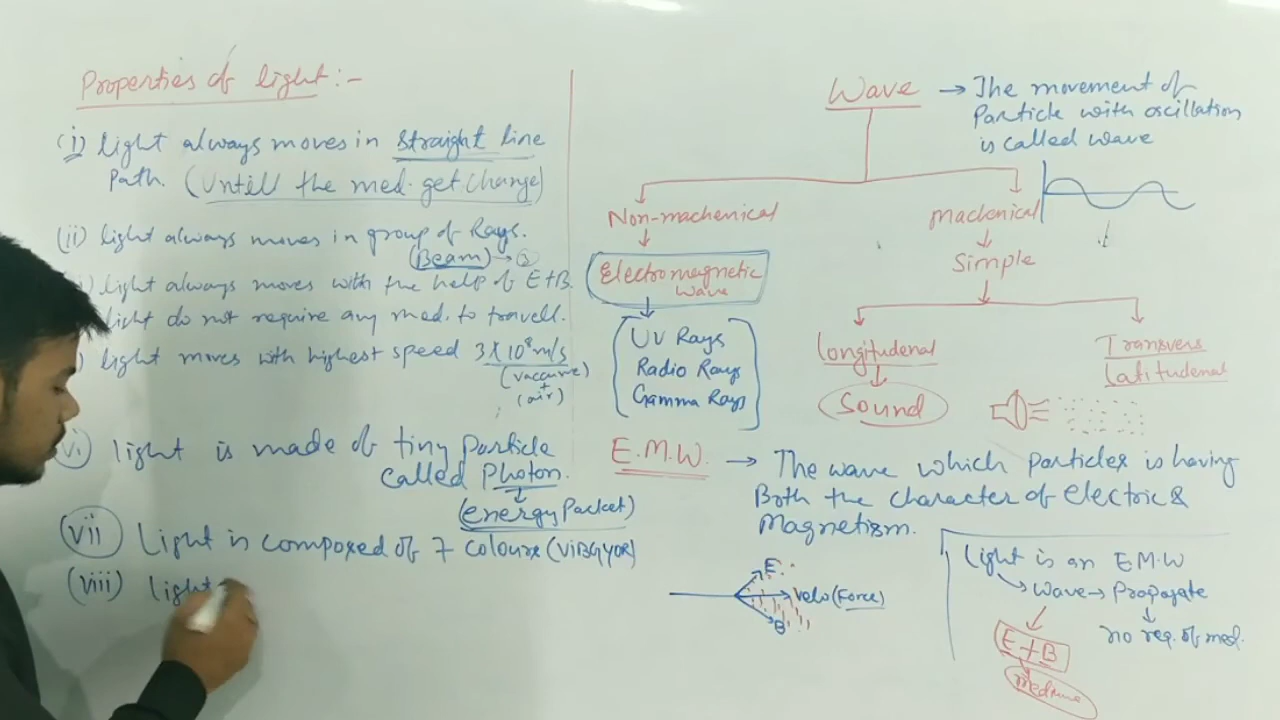 Properties of light:-
(i) light always moves in straight line
Path. (Untill the med. get change)
(ii) light always moves in group of Rays.
(Beam) → ③
) light always moves with the help of E+B.
light do not require any med. to travell.
) light moves with highest speed 3X10⁸m/s
(vaccume)
+
(air)
vi) light is made of tiny particle
called Photon.
(energy Packet)
(vii) Light is composed of 7 colours (VIBGYOR)
(viii) light
Wave → The movement of
Particle with oscillation
is called wave
Non-machenical
Machenical
Electromagnetic
wave
Simple
UV Rays
Radio Rays
Gamma Rays
Longitudenal
Sound
Transvers
Latitudenal
E.M.W. → The wave which particles is having
Both the character of electric &
Magnetism.
E
Velo (Force)
B
Light is an E.M.W
Wave → Propagate
E+B
no req. of med.